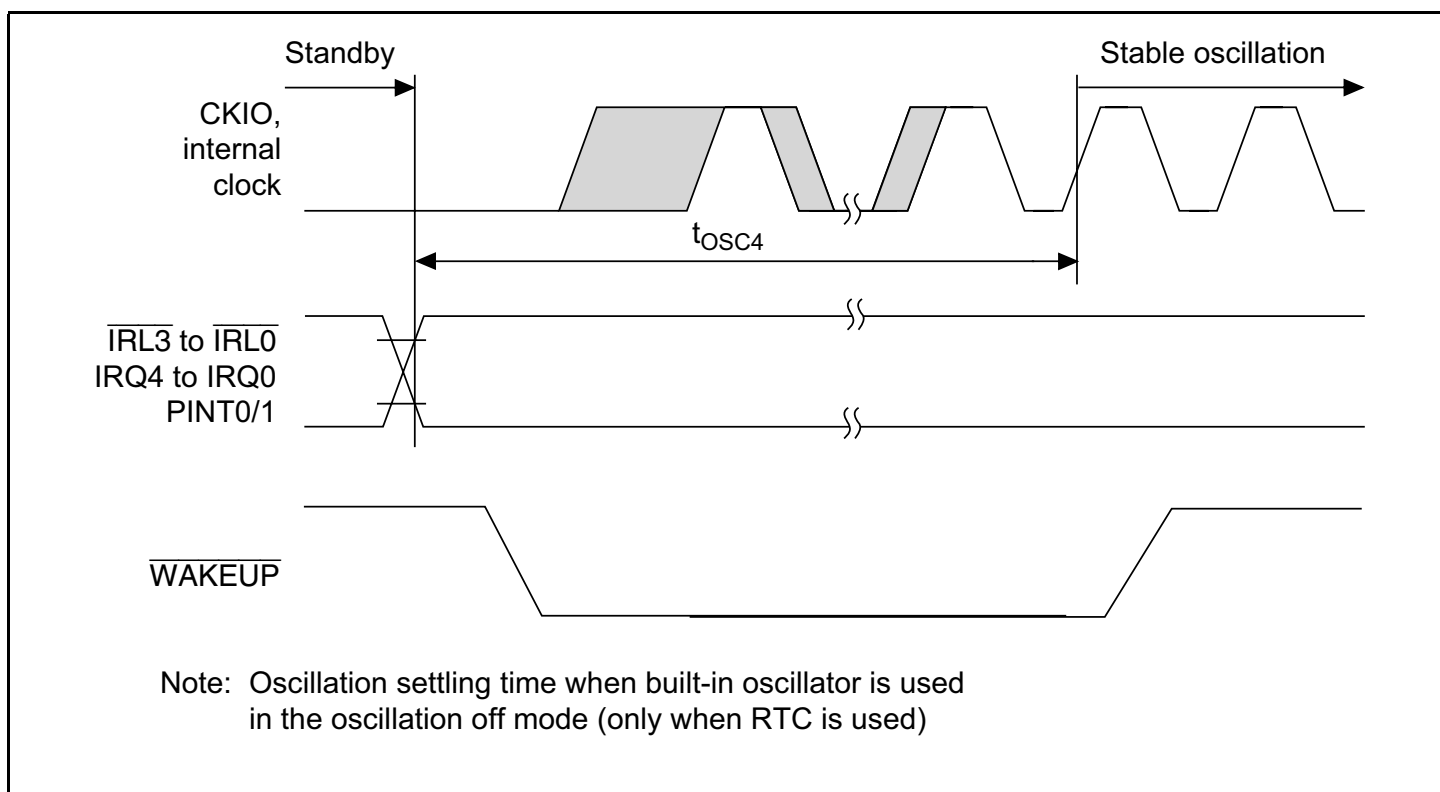 Standby
Stable oscillation
CKIO,
internal
clock
tOSC4
IRL3 to IRL0
IRQ4 to IRQ0
PINT0/1
WAKEUP
Note: Oscillation settling time when built-in oscillator is used
in the oscillation off mode (only when RTC is used)